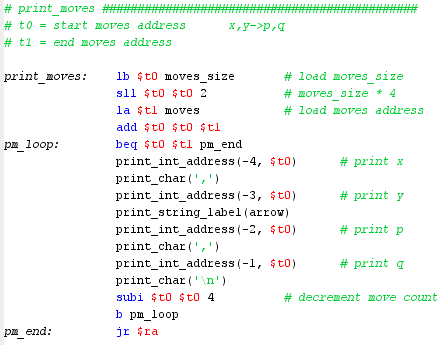 # print_moves #############################################
# t0 = start moves address      x,y->p,q
# t1 = end moves address
print_moves:    lb $t0 moves_size       # load moves_size
                sll $t0 $t0 2           # moves_size * 4
                la $t1 moves            # load moves address
                add $t0 $t0 $t1
pm_loop:        beq $t0 $t1 pm_end
                print_int_address(-4, $t0)      # print x
                print_char(',')
                print_int_address(-3, $t0)      # print y
                print_string_label(arrow)
                print_int_address(-2, $t0)      # print p
                print_char(',')
                print_int_address(-1, $t0)      # print q
                print_char('\n')
                subi $t0 $t0 4          # decrement move count
                b pm_loop
pm_end:         jr $ra